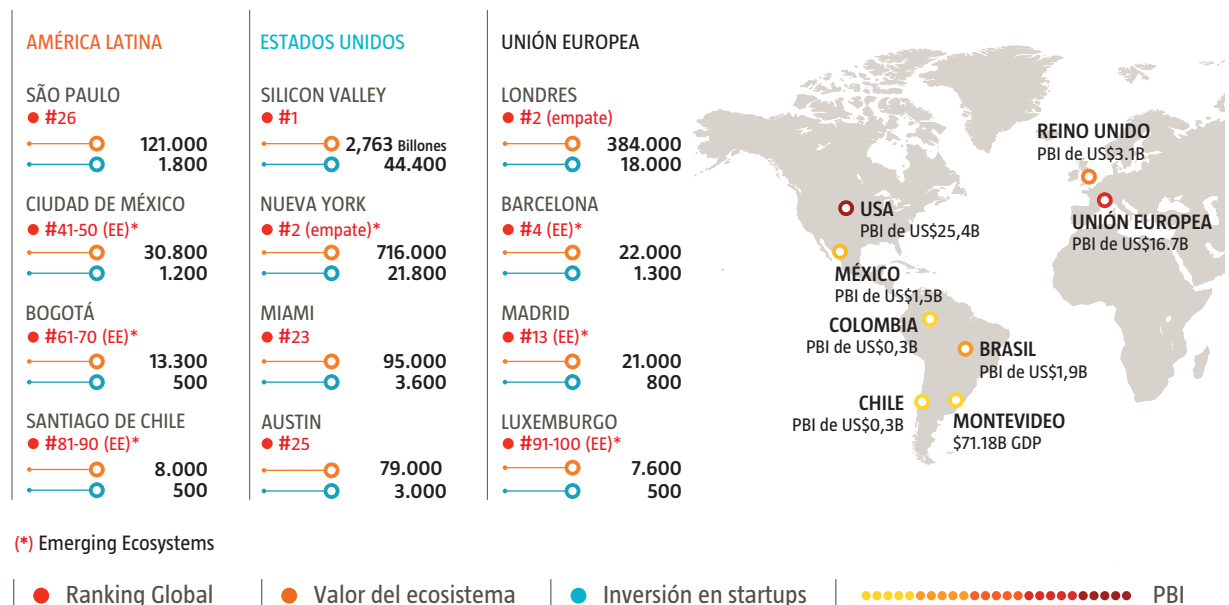 AMÉRICA LATINA
SÃO PAULO
#26
121.000
1.800
CIUDAD DE MÉXICO
#41-50 (EE)*
30.800
1.200
BOGOTÁ
#61-70 (EE)*
13.300
500
SANTIAGO DE CHILE
#81-90 (EE)*
8.000
500
ESTADOS UNIDOS
SILICON VALLEY
#1
2,763 Billones
44.400
NUEVA YORK
#2 (empate)*
716.000
21.800
MIAMI
#23
95.000
3.600
AUSTIN
#25
79.000
3.000
UNIÓN EUROPEA
LONDRES
#2 (empate)
384.000
18.000
BARCELONA
#4 (EE)*
22.000
1.300
MADRID
#13 (EE)*
21.000
800
LUXEMBURGO
#91-100 (EE)*
7.600
500
REINO UNIDO
PBI de US$3.1B
USA
PBI de US$25,4B
UNIÓN EUROPEA
PBI de US$16.7B
MÉXICO
PBI de US$1,5B
COLOMBIA
PBI de US$0,3B
BRASIL
PBI de US$1,9B
CHILE
PBI de US$0,3B
MONTEVIDEO
$71.18B GDP
(*) Emerging Ecosystems
Ranking Global
Valor del ecosistema
Inversión en startups
PBI